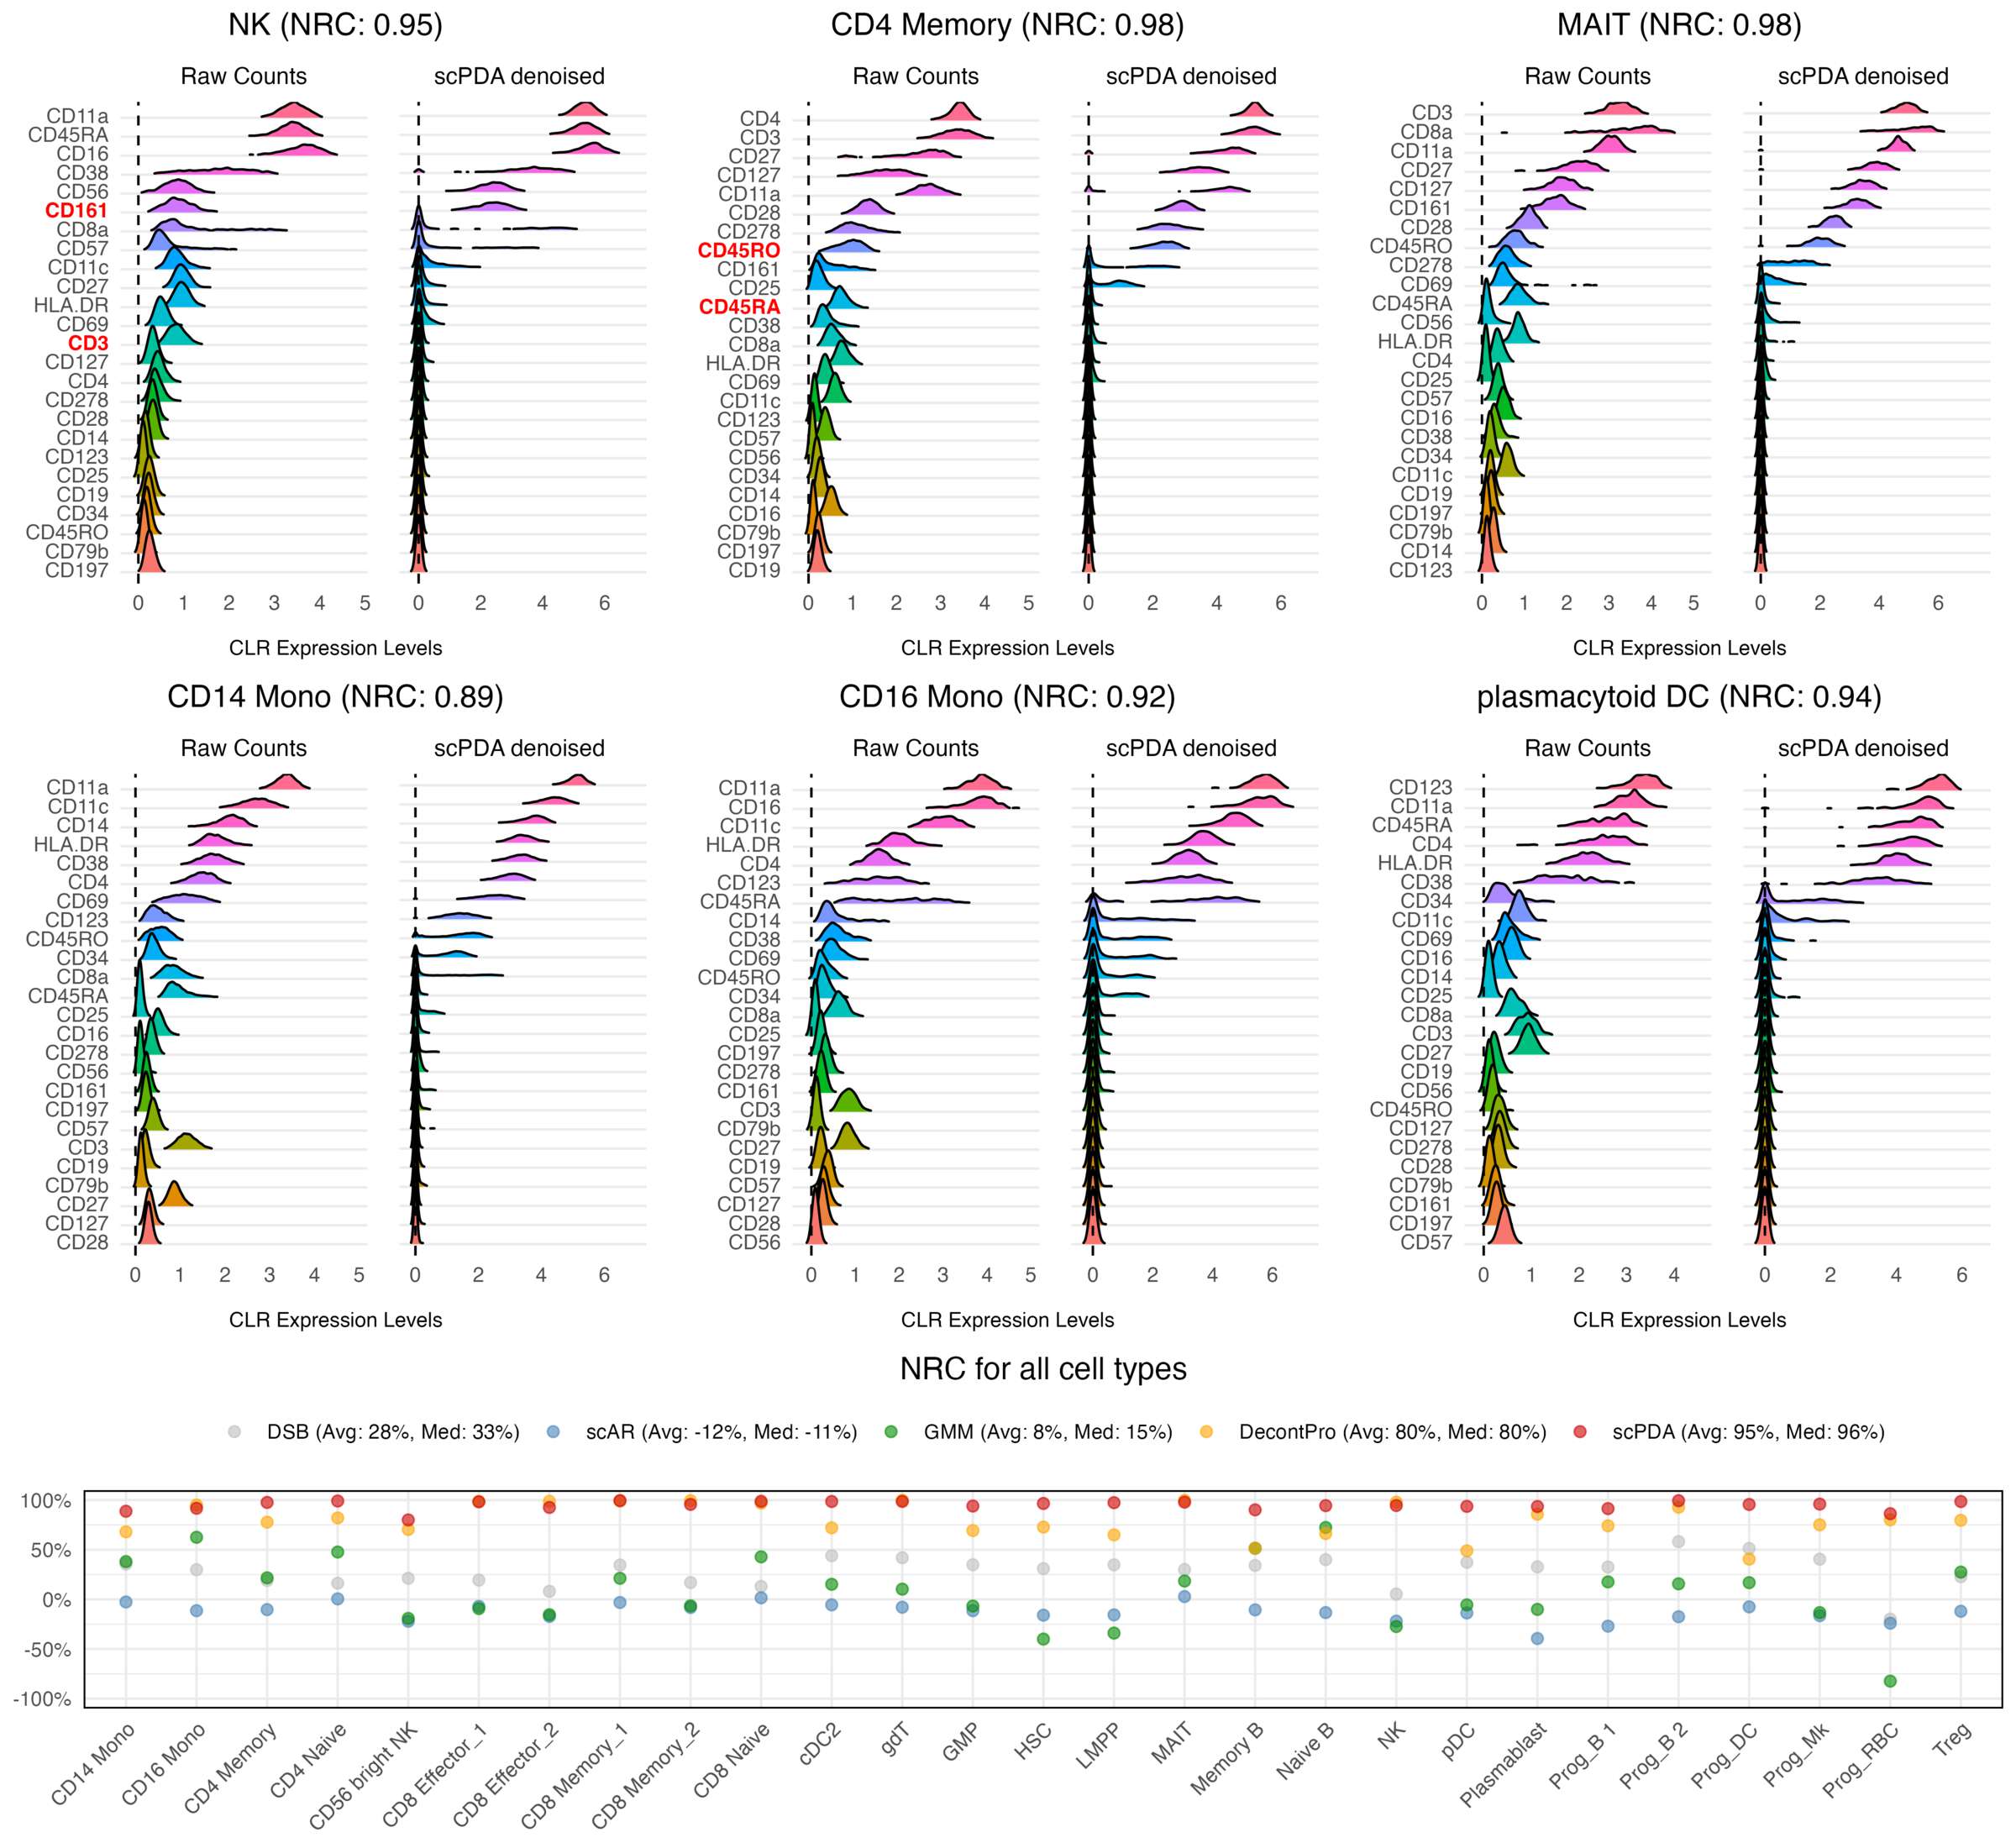 NK (NRC: 0.95)
Raw Counts
scPDA denoised
CD11a
CD45RA
CD16
CD38
CD56
CD161
CD8a
CD57
CD11c
CD27
HLA.DR
CD69
CD3
CD127
CD4
CD278
CD28
CD14
CD123
CD25
CD19
CD34
CD45RO
CD79b
CD197
0 1 2 3 4 5
0 2 4 6
CLR Expression Levels
CD4 Memory (NRC: 0.98)
Raw Counts
scPDA denoised
CD4
CD3
CD27
CD127
CD11a
CD28
CD278
CD45RO
CD161
CD25
CD45RA
CD38
CD8a
HLA.DR
CD69
CD11c
CD123
CD57
CD56
CD34
CD14
CD16
CD79b
CD197
CD19
0 1 2 3 4 5
0 2 4 6
CLR Expression Levels
MAIT (NRC: 0.98)
Raw Counts
scPDA denoised
CD3
CD8a
CD11a
CD27
CD127
CD161
CD28
CD45RO
CD278
CD69
CD45RA
CD56
HLA.DR
CD4
CD25
CD57
CD16
CD38
CD34
CD11c
CD19
CD197
CD79b
CD14
CD123
0 1 2 3 4 5
0 2 4 6
CLR Expression Levels
CD14 Mono (NRC: 0.89)
Raw Counts
scPDA denoised
CD11a
CD11c
CD14
HLA.DR
CD38
CD4
CD69
CD123
CD45RO
CD34
CD8a
CD45RA
CD25
CD16
CD278
CD56
CD161
CD197
CD57
CD3
CD19
CD79b
CD27
CD127
CD28
0 1 2 3 4 5
0 2 4 6
CLR Expression Levels
CD16 Mono (NRC: 0.92)
Raw Counts
scPDA denoised
CD11a
CD16
CD11c
HLA.DR
CD4
CD123
CD45RA
CD14
CD38
CD69
CD45RO
CD34
CD8a
CD25
CD197
CD278
CD161
CD3
CD79b
CD27
CD19
CD57
CD127
CD28
CD56
0 1 2 3 4 5
0 2 4 6
CLR Expression Levels
plasmacytoid DC (NRC: 0.94)
Raw Counts
scPDA denoised
CD123
CD11a
CD45RA
CD4
HLA.DR
CD38
CD34
CD11c
CD69
CD16
CD14
CD25
CD8a
CD3
CD27
CD19
CD56
CD45RO
CD127
CD278
CD28
CD79b
CD161
CD197
CD57
0 1 2 3 4
0 2 4 6
CLR Expression Levels
NRC for all cell types
DSB (Avg: 28%, Med: 33%) scAR (Avg: -12%, Med: -11%) GMM (Avg: 8%, Med: 15%) DecontPro (Avg: 80%, Med: 80%) scPDA (Avg: 95%, Med: 96%)
100%
50%
0%
-50%
-100%
CD14 Mono
CD16 Mono
CD4 Memory
CD4 Naive
CD56 bright NK
CD8 Effector_1
CD8 Effector_2
CD8 Memory_1
CD8 Memory_2
CD8 Naive
cDC2
gdT
GMP
HSC
LMPP
MAIT
Memory B
Naive B
NK
pDC
Plasmablast
Prog_B 1
Prog_B 2
Prog_DC
Prog_Mk
Prog_RBC
Treg